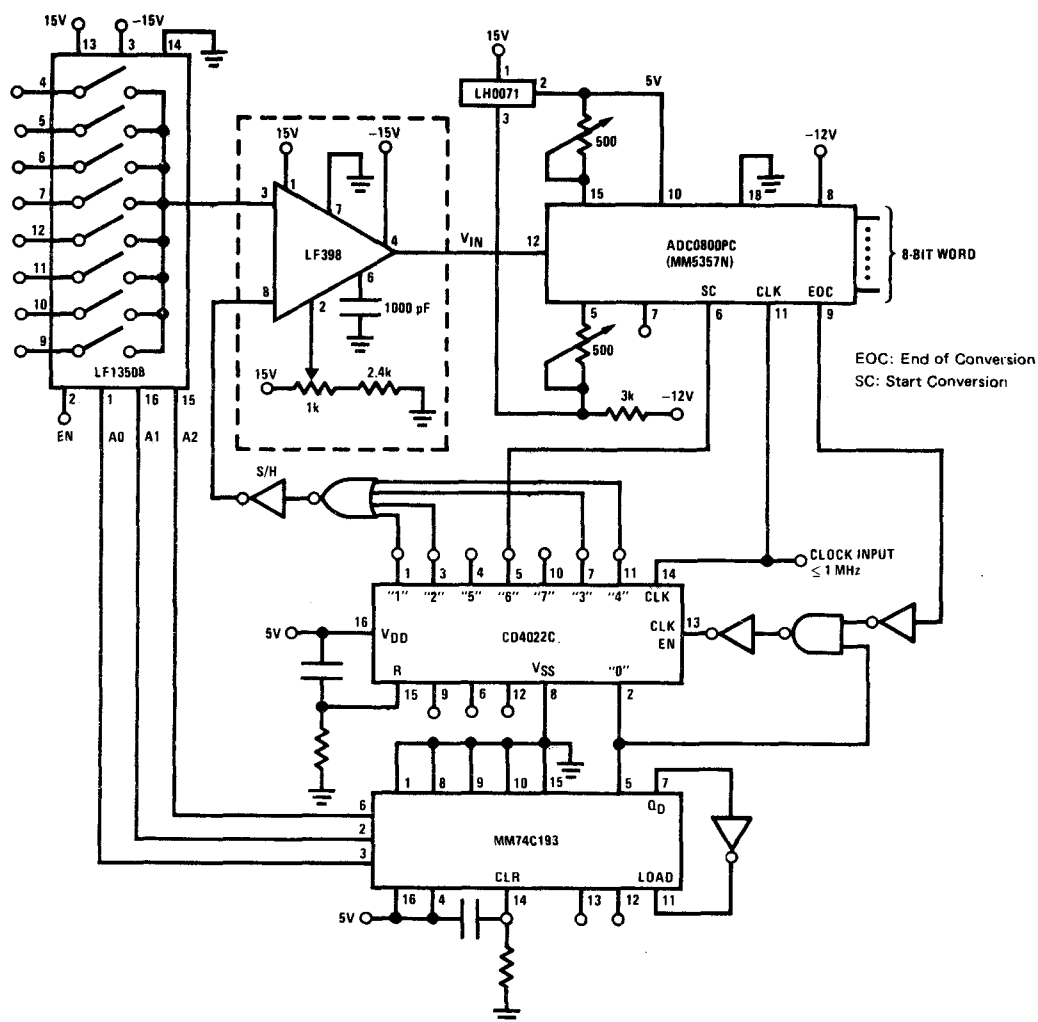 15V -15V
13 3 14
4
5
6
7
12
11
10
9
LF13508
2 1 16 15
EN A0 A1 A2
15V -15V
1
3 7
4
LF398
6
8 2 1000 pF
15V 2.4k
1k
15V
1
2 5V
LH0071
3
500
-12V
15 10 18 8
VIN 12
ADC0800PC
(MM5357N)
8-BIT WORD
SC CLK EOC
5 7 6 11 9
500
3k -12V
EOC: End of Conversion
SC: Start Conversion
S/H
CLOCK INPUT
≤ 1 MHz
1 3 4 5 10 7 11 14
"1" "2" "5" "6" "7" "3" "4" CLK
5V 16 VDD
CD4022C
CLK
EN
13
R VSS "0"
15 9 6 12 8 2
1 8 9 10 15 5 7
QD
6
2
3
MM74C193
CLR LOAD
16 4 14 13 12 11
5V